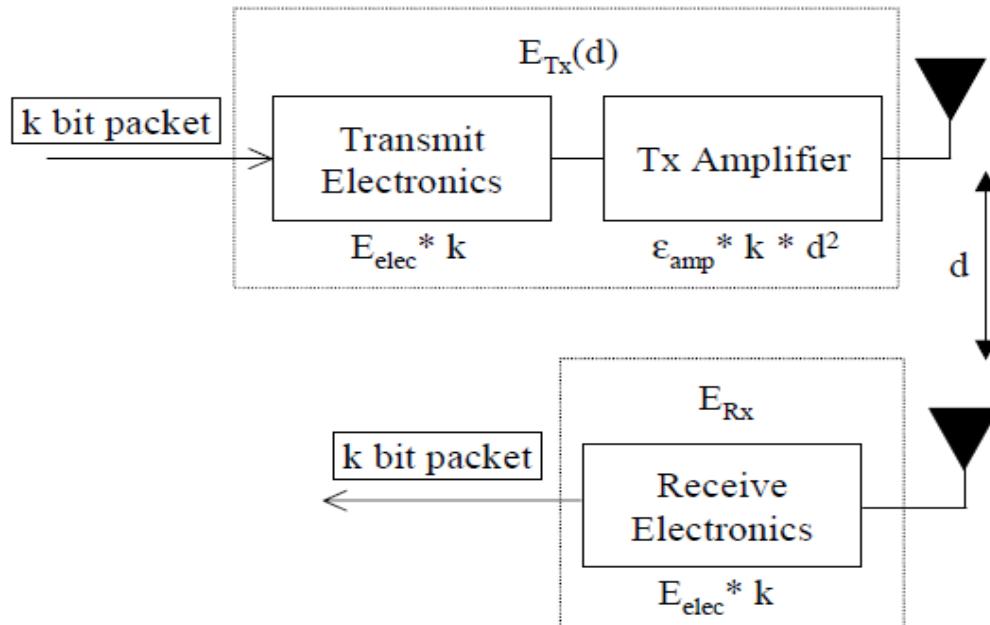 E_Tx(d)
k bit packet
Transmit
Electronics
Tx Amplifier
E_elec* k
ε_amp* k * d²
d
E_Rx
k bit packet
Receive
Electronics
E_elec* k